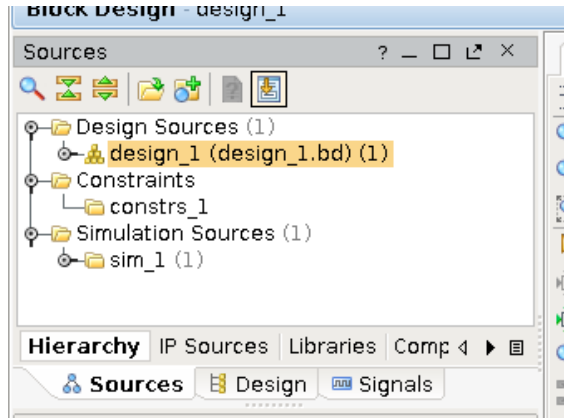 Block Design - design_1
Sources ? _ □ ×
Design Sources (1)
design_1 (design_1.bd) (1)
Constraints
constrs_1
Simulation Sources (1)
sim_1 (1)
Hierarchy IP Sources Libraries Comp
Sources Design Signals